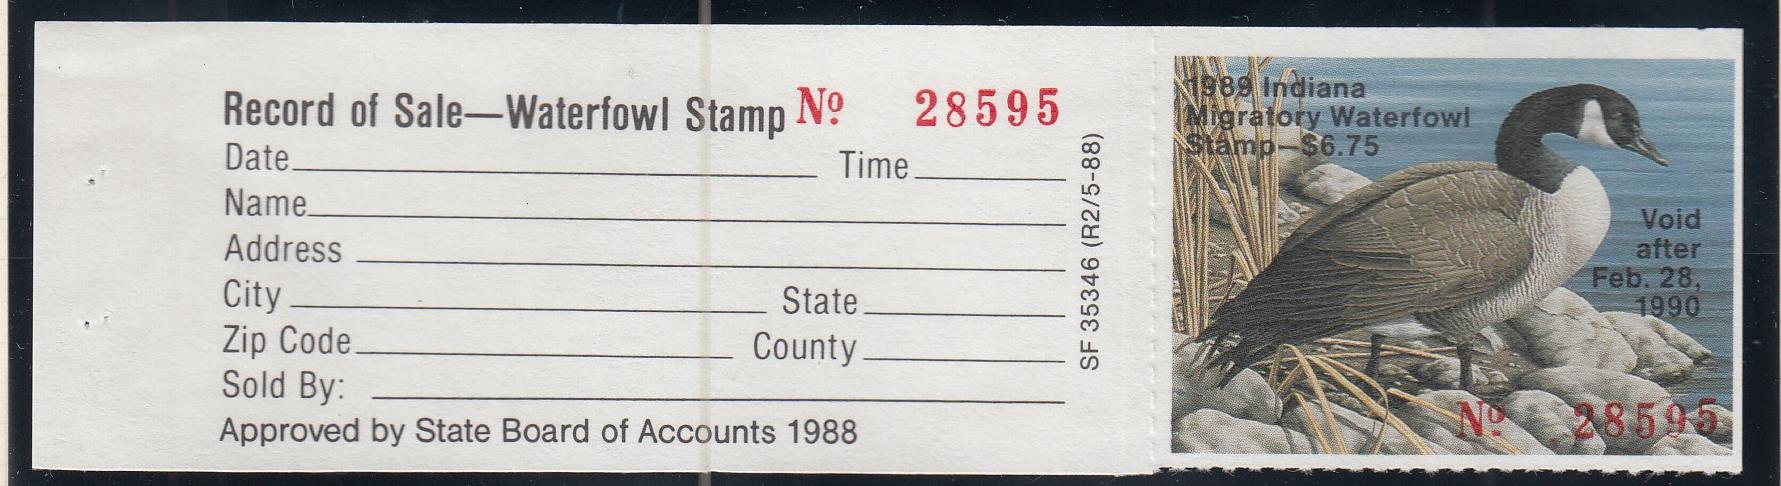 Record of Sale—Waterfowl Stamp Nº 28595
Date Time
Name
Address
City State
Zip Code County
Sold By:
Approved by State Board of Accounts 1988
SF 35346 (R2/5-88)
1989 Indiana
Migratory Waterfowl
Stamp—$6.75
Void
after
Feb. 28,
1990
Nº 28595